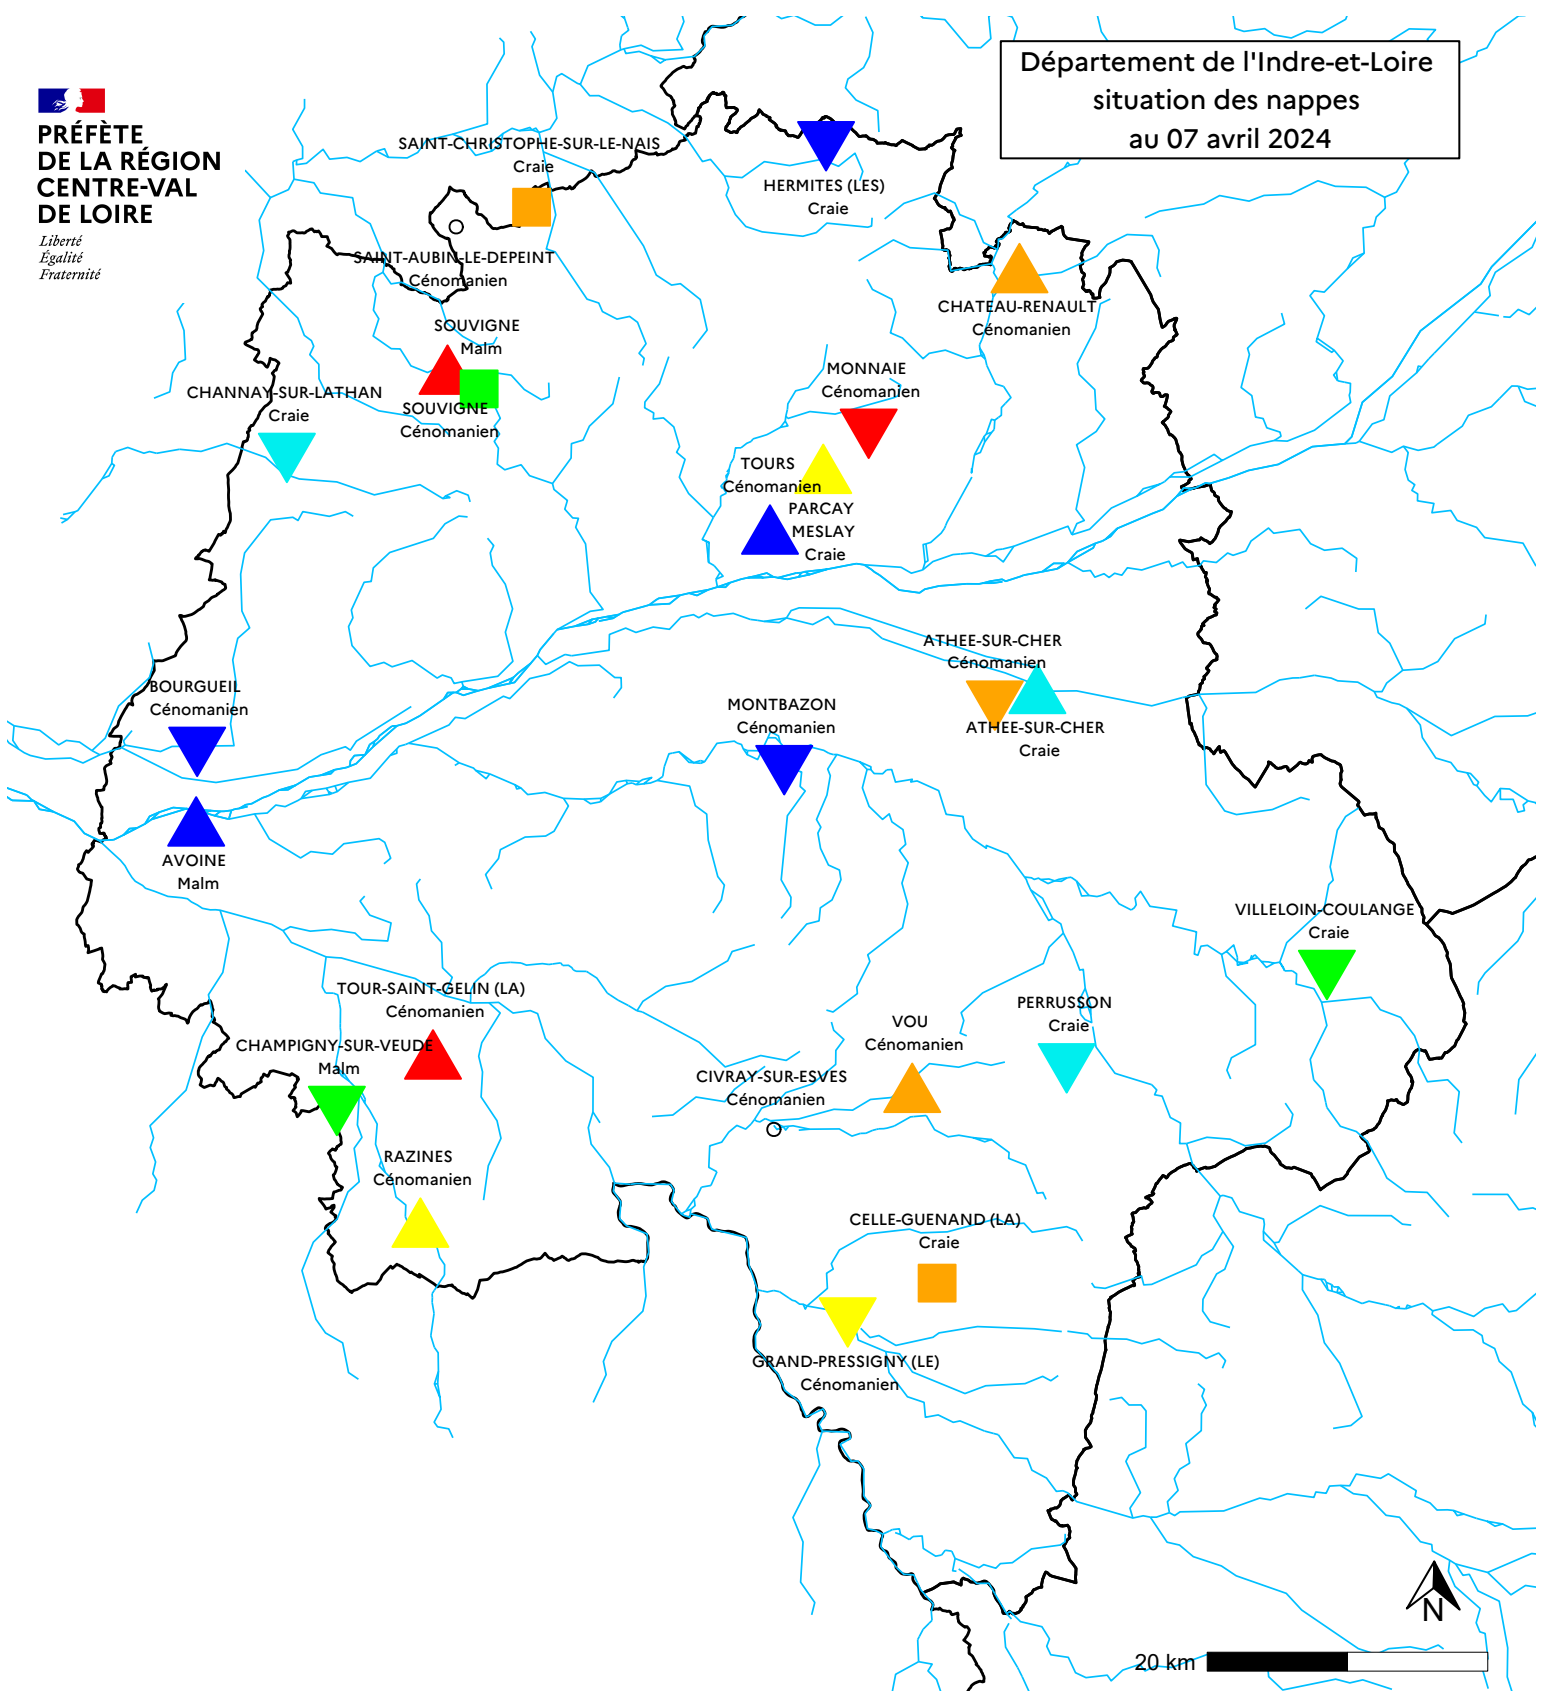 Département de l'Indre-et-Loire
situation des nappes
au 07 avril 2024
PRÉFÈTE
DE LA RÉGION
CENTRE-VAL
DE LOIRE
Liberté
Égalité
Fraternité
SAINT-CHRISTOPHE-SUR-LE-NAIS
Craie
HERMITES (LES)
Craie
SAINT-AUBIN-LE-DEPEINT
Cénomanien
CHATEAU-RENAULT
Cénomanien
SOUVIGNE
Malm
SOUVIGNE
Cénomanien
CHANNAY-SUR-LATHAN
Craie
MONNAIE
Cénomanien
TOURS
Cénomanien
PARCAY
MESLAY
Craie
ATHEE-SUR-CHER
Cénomanien
ATHEE-SUR-CHER
Craie
BOURGUEIL
Cénomanien
MONTBAZON
Cénomanien
AVOINE
Malm
VILLELOIN-COULANGE
Craie
TOUR-SAINT-GELIN (LA)
Cénomanien
PERRUSSON
Craie
VOU
Cénomanien
CHAMPIGNY-SUR-VEUDE
Malm
CIVRAY-SUR-ESVES
Cénomanien
RAZINES
Cénomanien
CELLE-GUENAND (LA)
Craie
GRAND-PRESSIGNY (LE)
Cénomanien
N
20 km